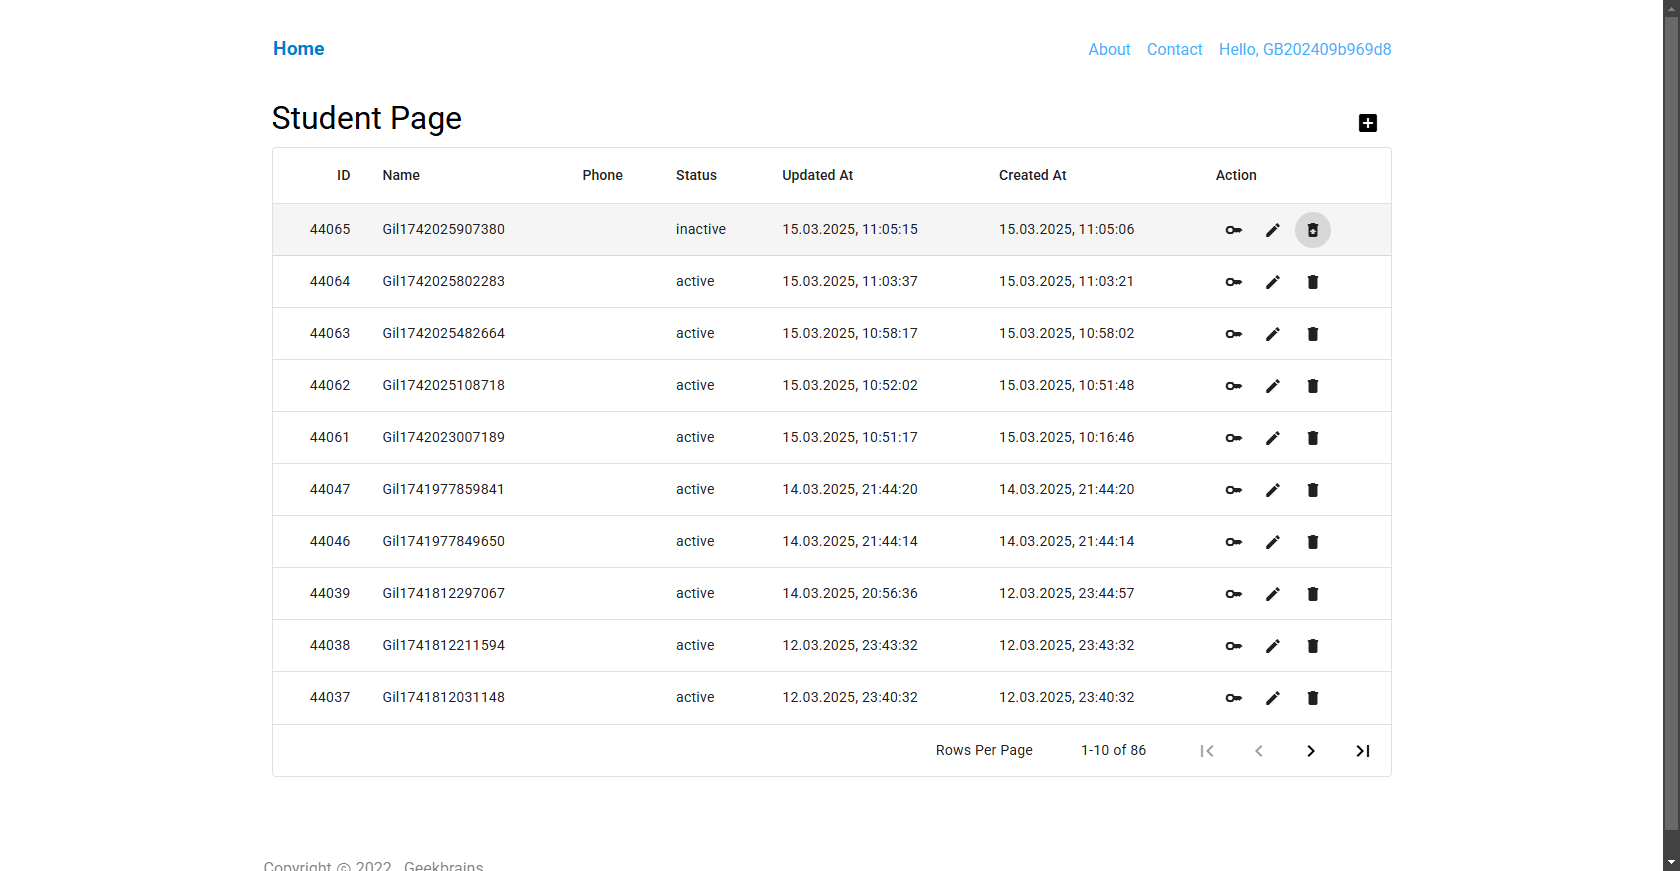 Home About Contact Hello, GB202409b969d8
Student Page
ID Name Phone Status Updated At Created At Action
44065 Gil1742025907380 inactive 15.03.2025, 11:05:15 15.03.2025, 11:05:06
44064 Gil1742025802283 active 15.03.2025, 11:03:37 15.03.2025, 11:03:21
44063 Gil1742025482664 active 15.03.2025, 10:58:17 15.03.2025, 10:58:02
44062 Gil1742025108718 active 15.03.2025, 10:52:02 15.03.2025, 10:51:48
44061 Gil1742023007189 active 15.03.2025, 10:51:17 15.03.2025, 10:16:46
44047 Gil1741977859841 active 14.03.2025, 21:44:20 14.03.2025, 21:44:20
44046 Gil1741977849650 active 14.03.2025, 21:44:14 14.03.2025, 21:44:14
44039 Gil1741812297067 active 14.03.2025, 20:56:36 12.03.2025, 23:44:57
44038 Gil1741812211594 active 12.03.2025, 23:43:32 12.03.2025, 23:43:32
44037 Gil1741812031148 active 12.03.2025, 23:40:32 12.03.2025, 23:40:32
Rows Per Page 1-10 of 86
Copyright © 2022 Geekbrains